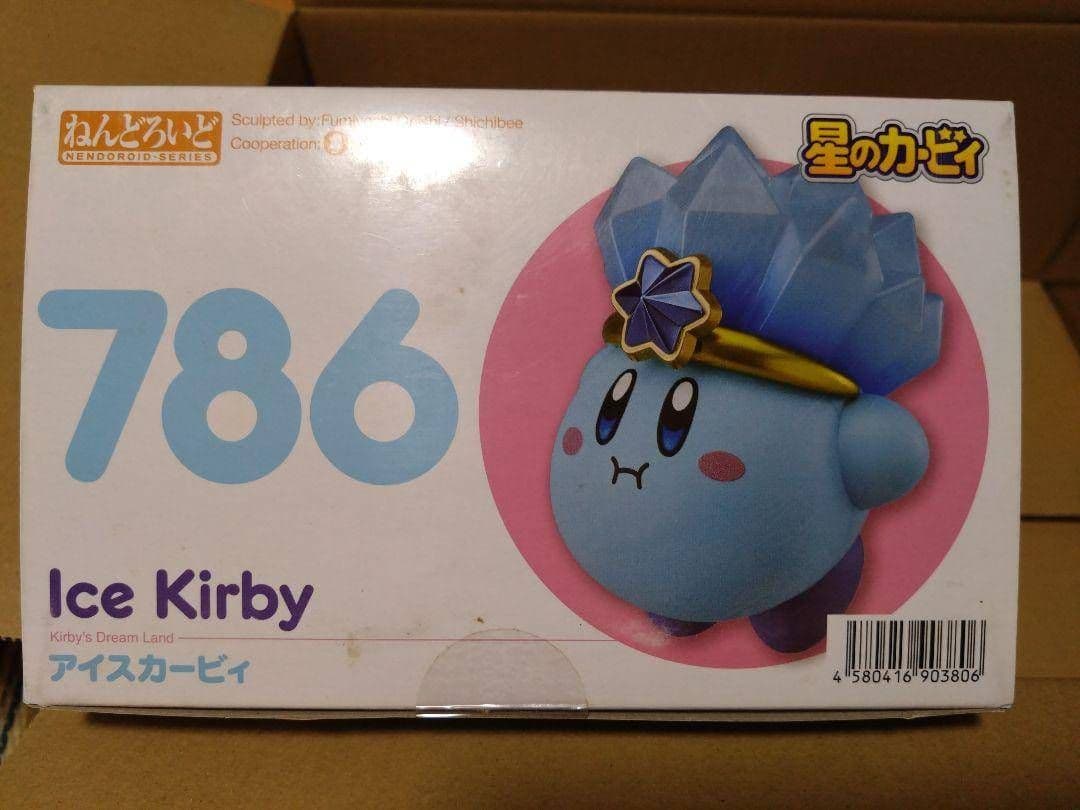 ねんどろいど
NENDOROID·SERIES
Sculpted by: Shichibee
Cooperation:
星のカービィ
786
Ice Kirby
Kirby's Dream Land
アイスカービィ
4 580416 903806